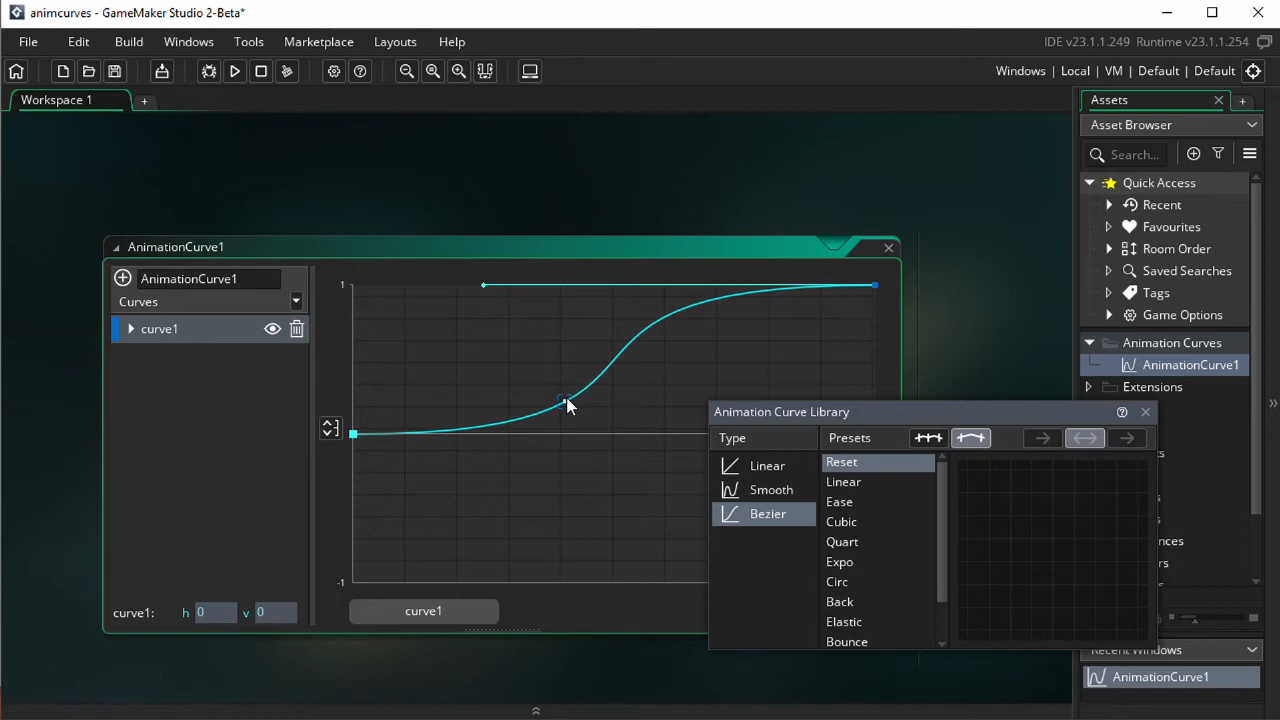 animcurves - GameMaker Studio 2-Beta*
File Edit Build Windows Tools Marketplace Layouts Help
IDE v23.1.1.249 Runtime v23.1.1.254
Windows | Local | VM | Default | Default
Workspace 1
Assets
Asset Browser
Search...
Quick Access
Recent
Favourites
Room Order
Saved Searches
Tags
Game Options
Animation Curves
AnimationCurve1
Extensions
AnimationCurve1
AnimationCurve1
Curves
curve1
1
-1
curve1: h 0 v 0
curve1
Animation Curve Library
Type
Linear
Smooth
Bezier
Presets
Reset
Linear
Ease
Cubic
Quart
Expo
Circ
Back
Elastic
Bounce
Recent Windows
AnimationCurve1